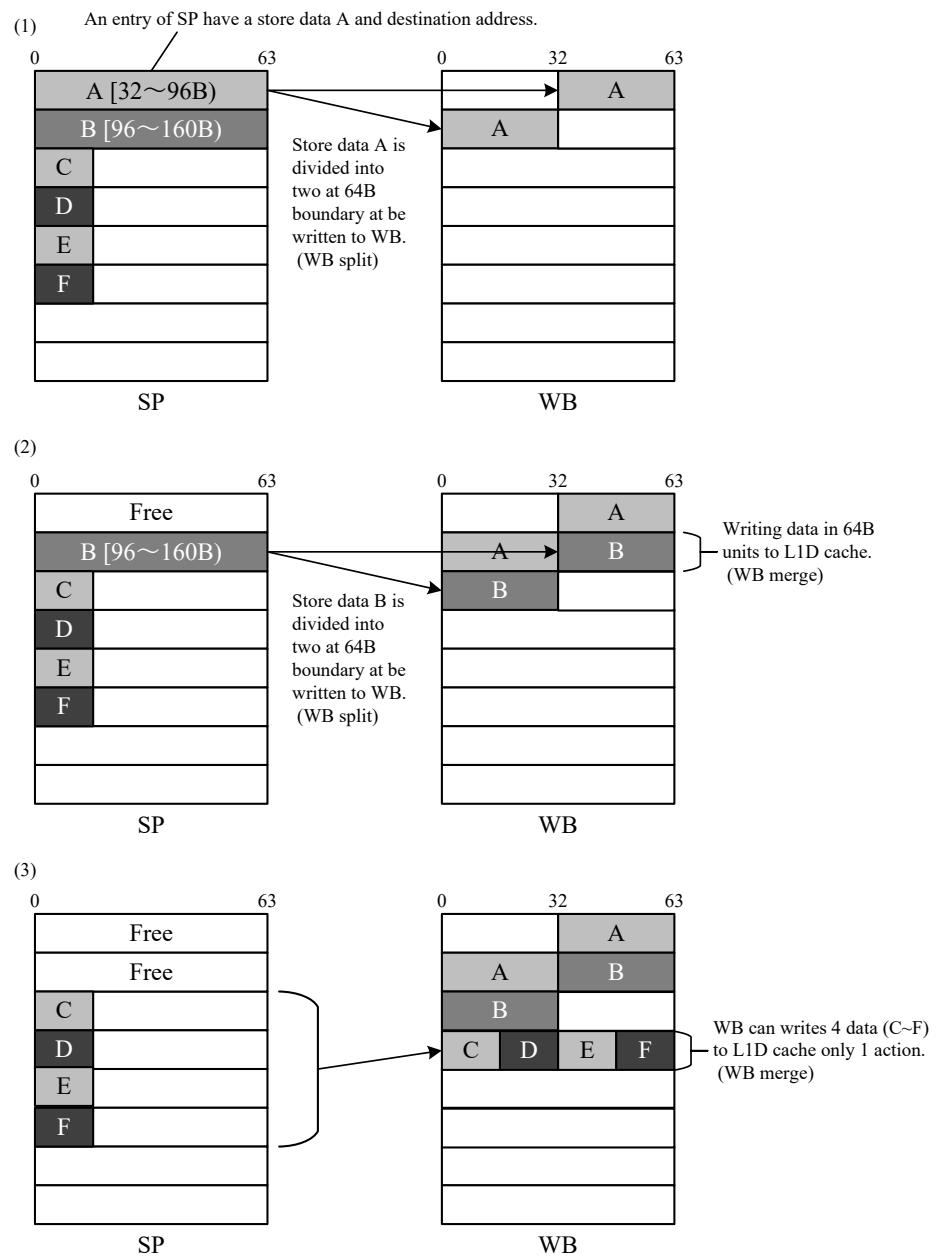 An entry of SP have a store data A and destination address.
(1)
0 63 0 32 63
A [32～96B) A
B [96～160B) A
Store data A is
divided into
two at 64B
boundary at be
written to WB.
(WB split)
C
D
E
F
SP WB
(2)
0 63 0 32 63
Free A
B [96～160B) A B
B
Writing data in 64B
units to L1D cache.
(WB merge)
C
D
E
F
Store data B is
divided into
two at 64B
boundary at be
written to WB.
(WB split)
SP WB
(3)
0 63 0 32 63
Free A
Free A B
C B
D C D E F
E
F
WB can writes 4 data (C~F)
to L1D cache only 1 action.
(WB merge)
SP WB